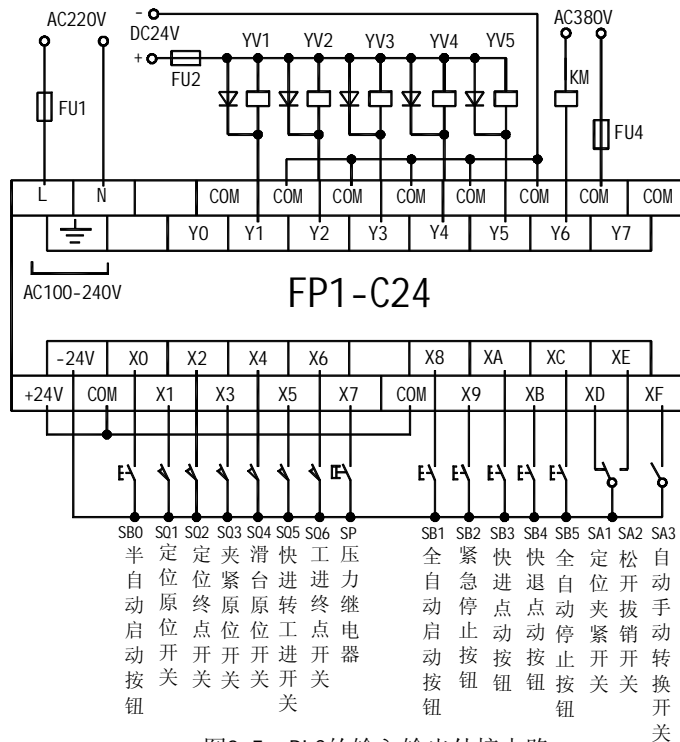 AC220V
-
DC24V
+
FU2
YV1 YV2 YV3 YV4 YV5
AC380V
KM
FU1
FU4
L N COM COM COM COM COM COM COM COM
Y0 Y1 Y2 Y3 Y4 Y5 Y6 Y7
AC100-240V
FP1-C24
-24V X0 X2 X4 X6 X8 XA XC XE
+24V COM X1 X3 X5 X7 COM X9 XB XD XF
SB0 SQ1 SQ2 SQ3 SQ4 SQ5 SQ6 SP SB1 SB2 SB3 SB4 SB5 SA1 SA2 SA3
半自动启动按钮
定位原位开关
定位终点开关
夹紧原位开关
滑台原位开关
快进转工进开关
工进终点开关
压力继电器
全自动启动按钮
紧急停止按钮
快进点动按钮
快退点动按钮
全自动停止按钮
定位夹紧开关
松开拔销开关
自动手动转换开关